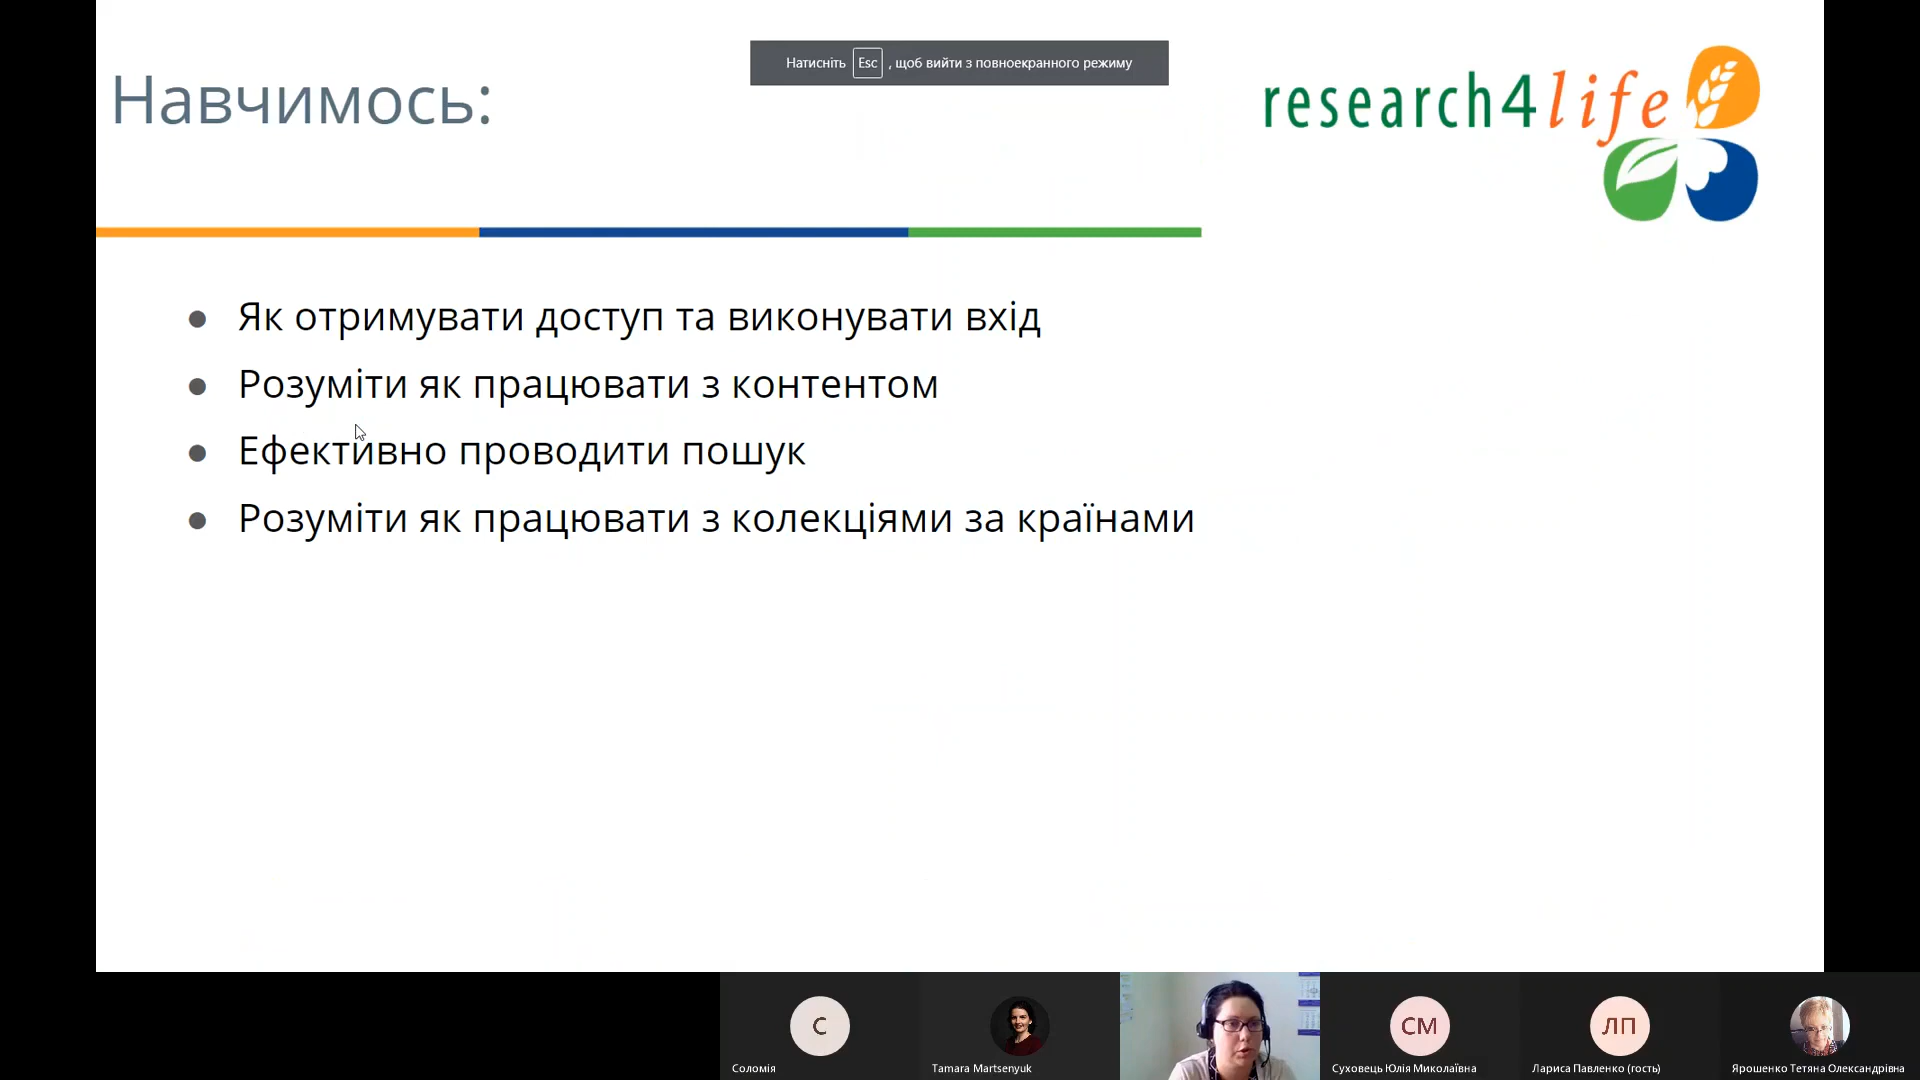 Навчимось:
Натисніть Esc , щоб вийти з повноекранного режиму
research4life
Як отримувати доступ та виконувати вхід
Розуміти як працювати з контентом
Ефективно проводити пошук
Розуміти як працювати з колекціями за країнами
С
СМ
ЛП
Соломія
Tamara Martsenyuk
Суховець Юлія Миколаївна
Лариса Павленко (гость)
Ярошенко Тетяна Олександрівна